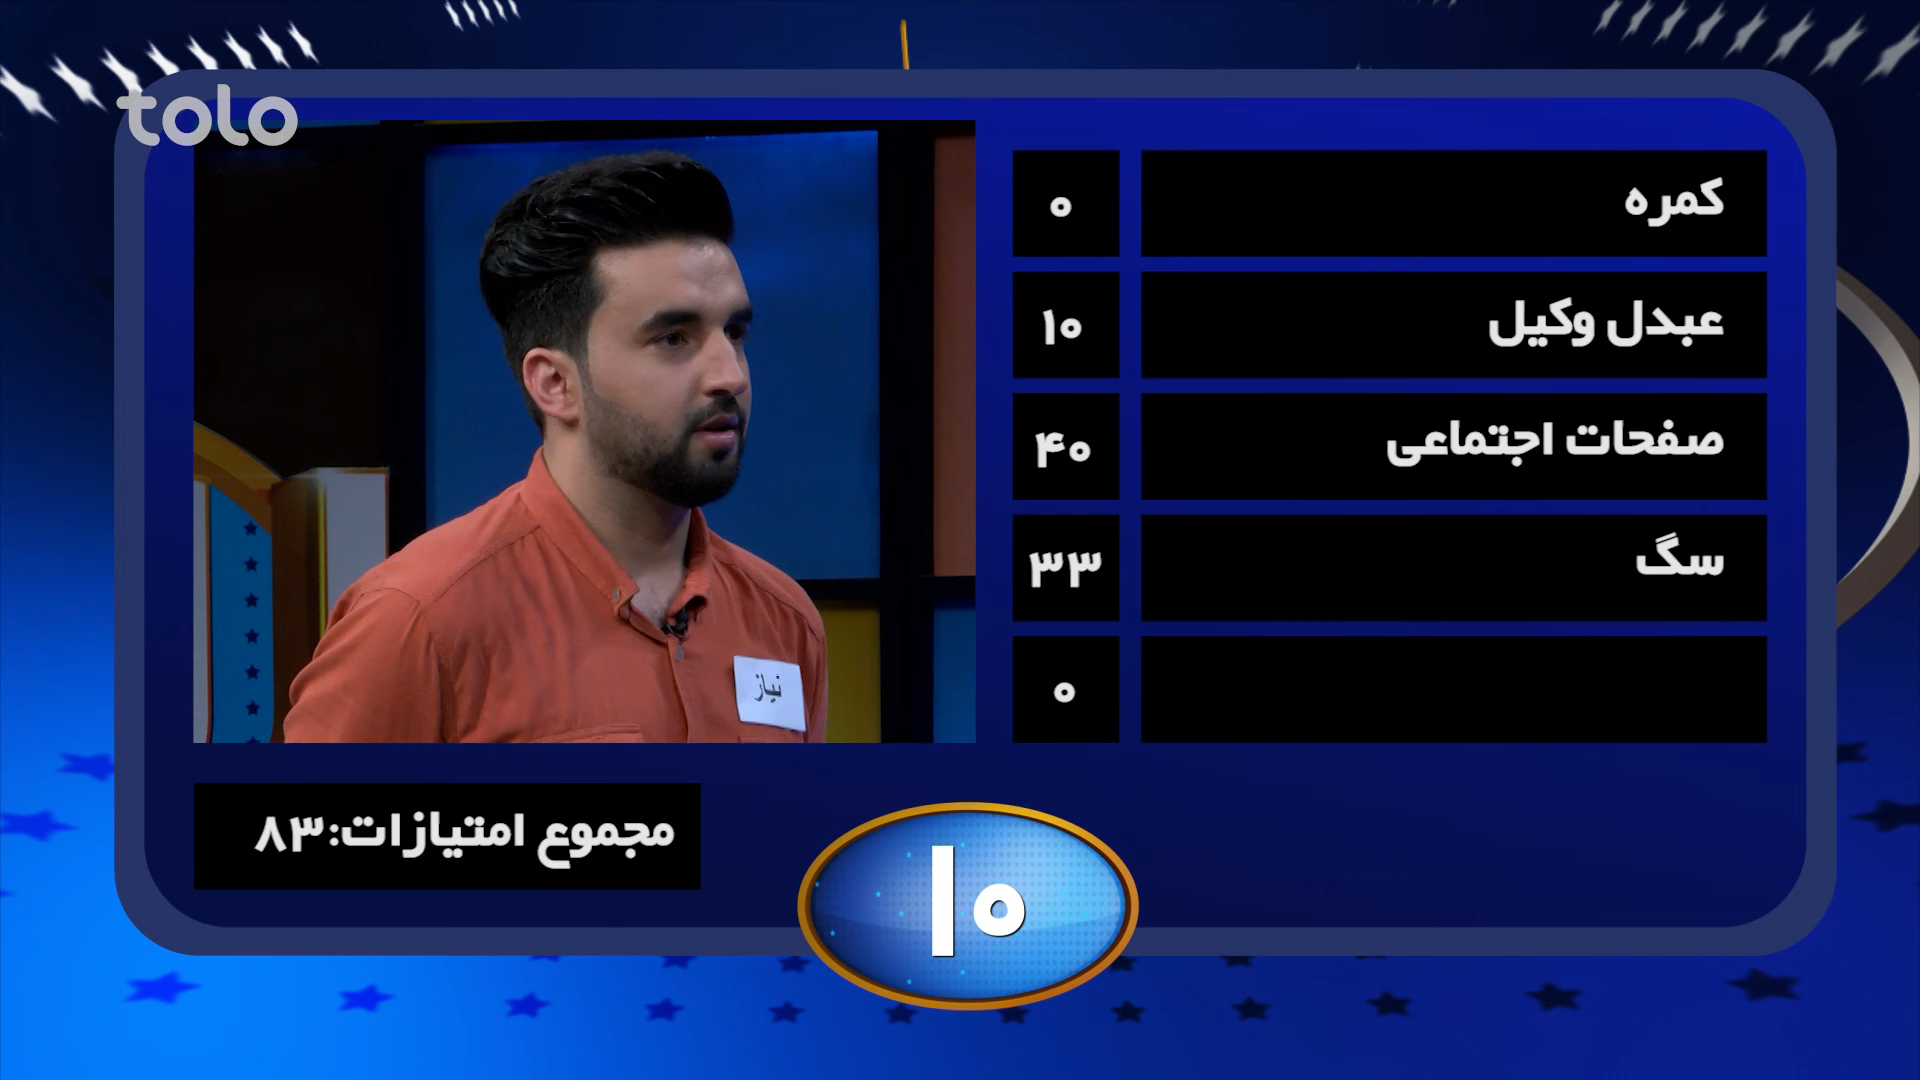 tolo
کمره
۰
عبدل وکیل
۱۰
صفحات اجتماعی
۴۰
سگ
۳۳
۰
نیاز
مجموع امتیازات:۸۳
۱۰